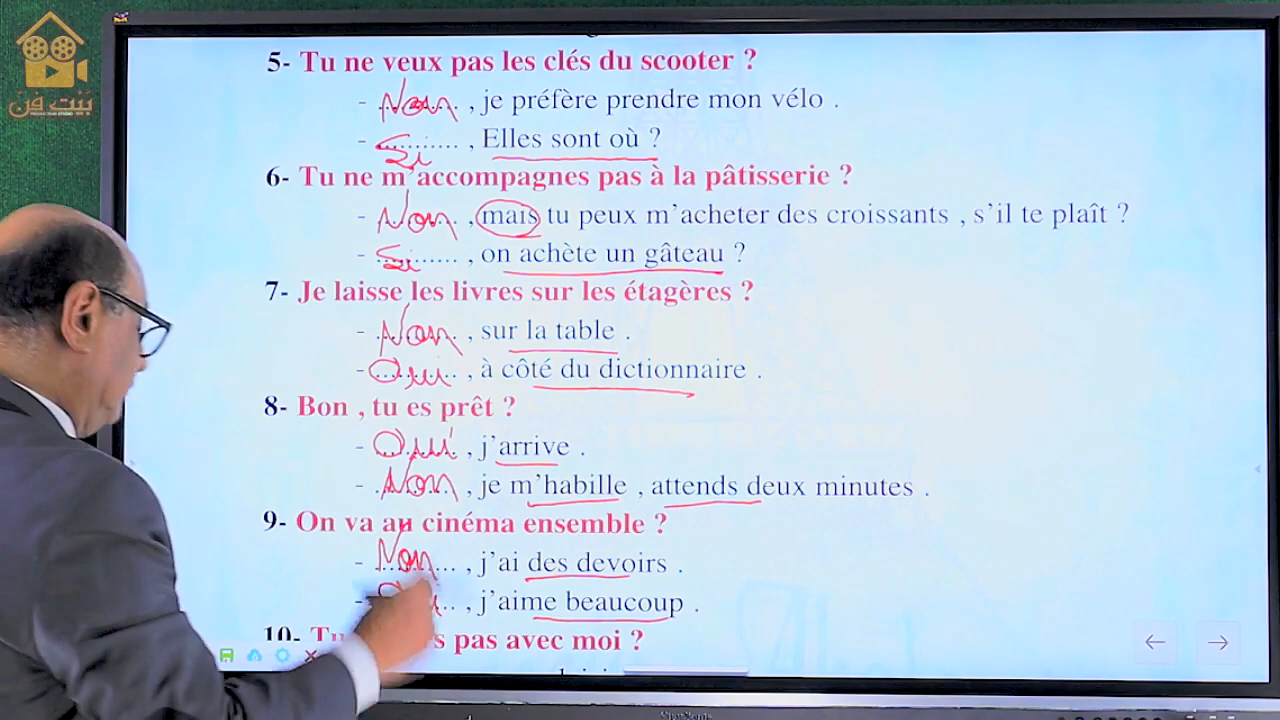 بنت فن
PRODUCTION STUDIO
5- Tu ne veux pas les clés du scooter ?
- Non , je préfère prendre mon vélo .
- Si , Elles sont où ?
6- Tu ne m'accompagnes pas à la pâtisserie ?
- Non , mais tu peux m'acheter des croissants , s'il te plaît ?
- Si , on achète un gâteau ?
7- Je laisse les livres sur les étagères ?
- Non , sur la table .
- Oui , à côté du dictionnaire .
8- Bon , tu es prêt ?
- Oui , j'arrive .
- Non , je m'habille , attends deux minutes .
9- On va au cinéma ensemble ?
- Non , j'ai des devoirs .
- , j'aime beaucoup .
10- Tu pas avec moi ?